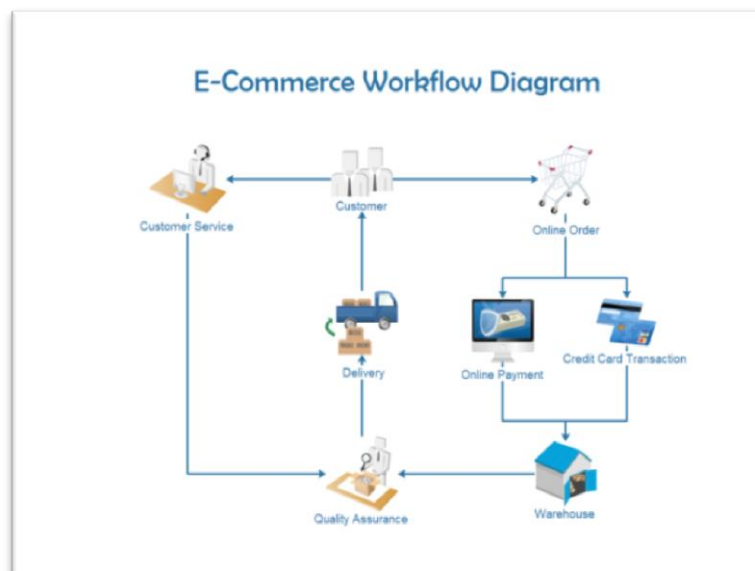 E-Commerce Workflow Diagram
Customer Service
Customer
Online Order
Delivery
Online Payment
Credit Card Transaction
Quality Assurance
Warehouse